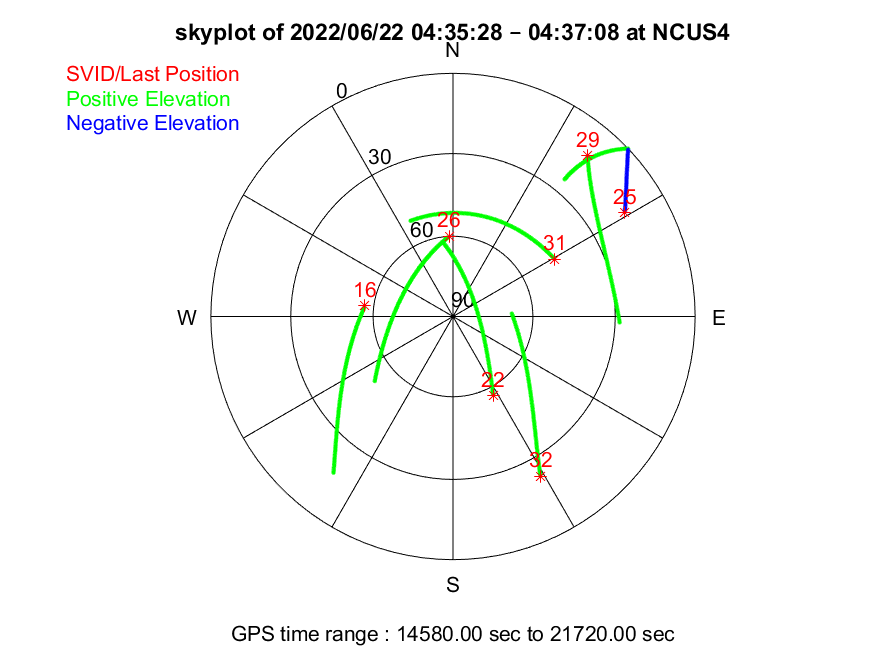 skyplot of 2022/06/22 04:35:28 – 04:37:08 at NCUS4
N
SVID/Last Position
Positive Elevation
Negative Elevation
0
29
30
25
26
60
31
16
90
W
E
22
32
S
GPS time range : 14580.00 sec to 21720.00 sec